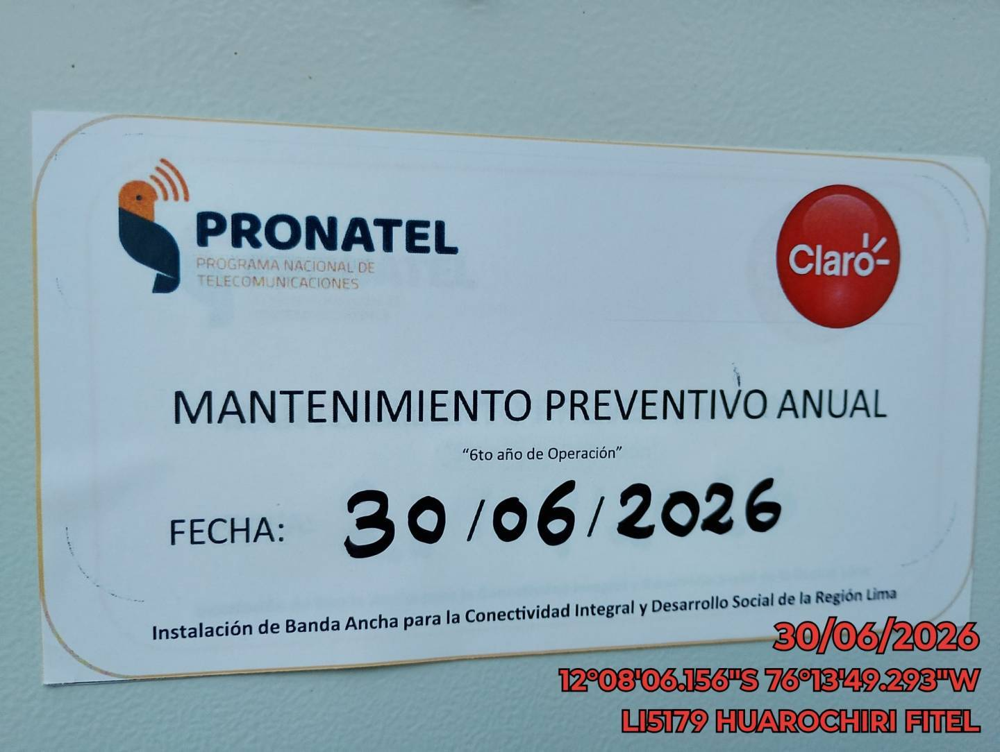 PRONATEL
PROGRAMA NACIONAL DE
TELECOMUNICACIONES
Claro
MANTENIMIENTO PREVENTIVO ANUAL
“6to año de Operación”
FECHA: 30/06/2026
Instalación de Banda Ancha para la Conectividad Integral y Desarrollo Social de la Región Lima
30/06/2026
12°08'06.156"S 76°13'49.293"W
LI5179 HUAROCHIRI FITEL